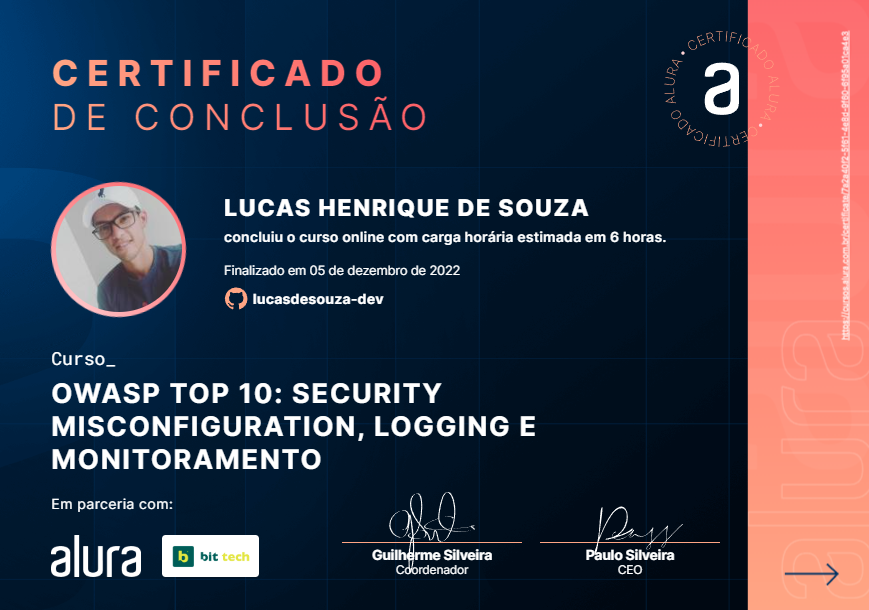 CERTIFICADO
DE CONCLUSÃO
CERTIFICADO ALURA • CERTIFICADO ALURA •
a
LUCAS HENRIQUE DE SOUZA
concluiu o curso online com carga horária estimada em 6 horas.
Finalizado em 05 de dezembro de 2022
lucasdesouza-dev
Curso_
OWASP TOP 10: SECURITY
MISCONFIGURATION, LOGGING E
MONITORAMENTO
Em parceria com:
alura
b bit tech
Guilherme Silveira
Coordenador
Paulo Silveira
CEO
alura